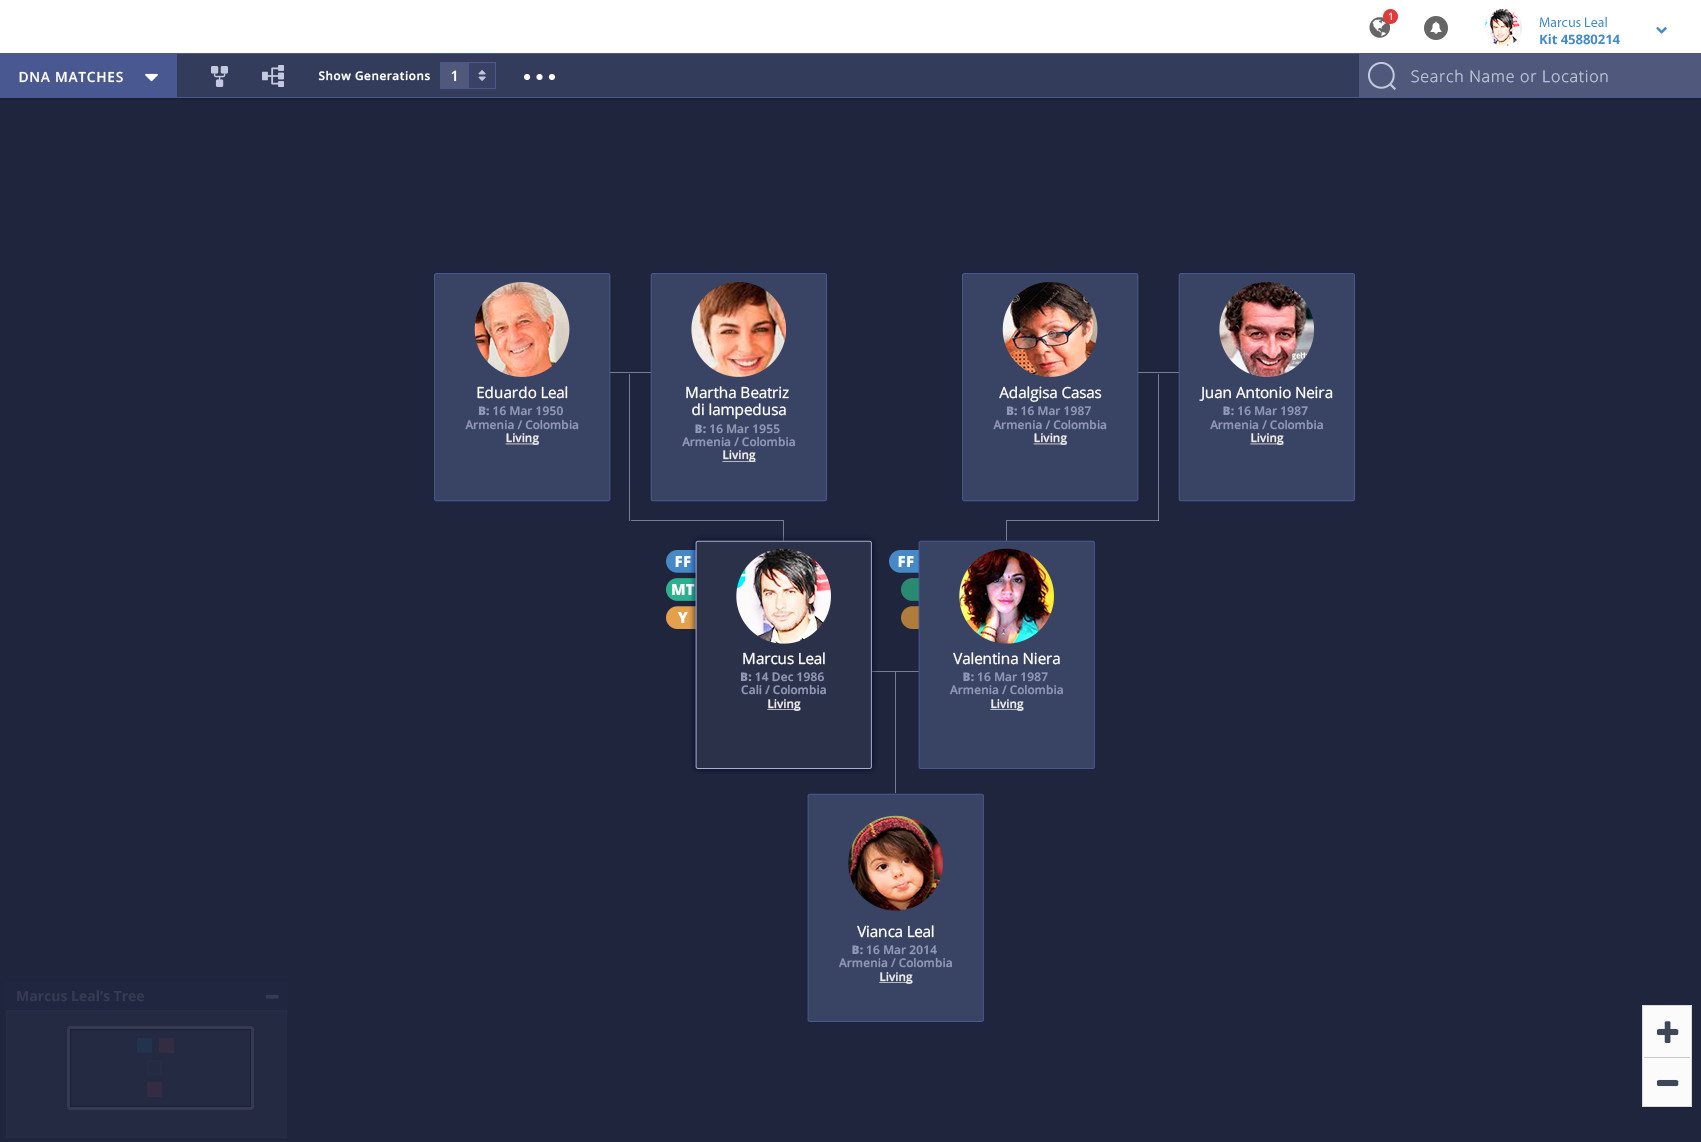 1
Marcus Leal
Kit 45880214
DNA MATCHES
Show Generations
1
Search Name or Location
Eduardo Leal
B: 16 Mar 1950
Armenia / Colombia
Living
Martha Beatriz
di lampedusa
B: 16 Mar 1955
Armenia / Colombia
Living
Adalgisa Casas
B: 16 Mar 1987
Armenia / Colombia
Living
Juan Antonio Neira
B: 16 Mar 1987
Armenia / Colombia
Living
FF
MT
Y
Marcus Leal
B: 14 Dec 1986
Cali / Colombia
Living
FF
Valentina Niera
B: 16 Mar 1987
Armenia / Colombia
Living
Vianca Leal
B: 16 Mar 2014
Armenia / Colombia
Living
Marcus Leal's Tree